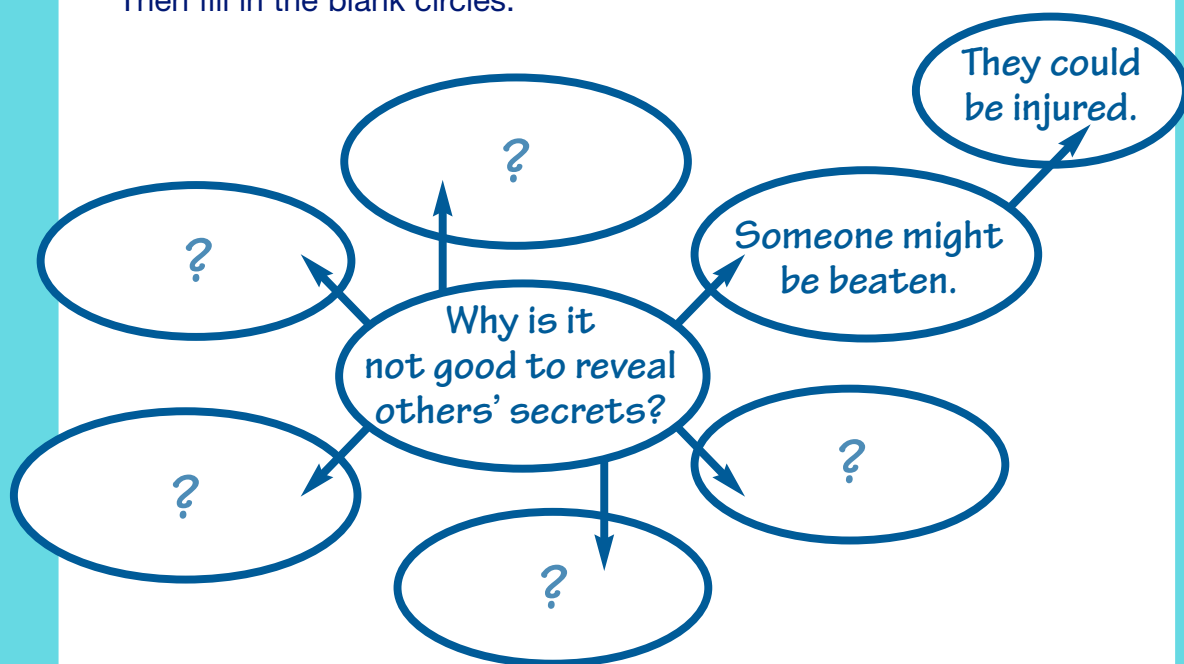 Then fill in the blank circles.
They could
be injured.
?
?
Someone might
be beaten.
Why is it
not good to reveal
others' secrets?
?
?
?